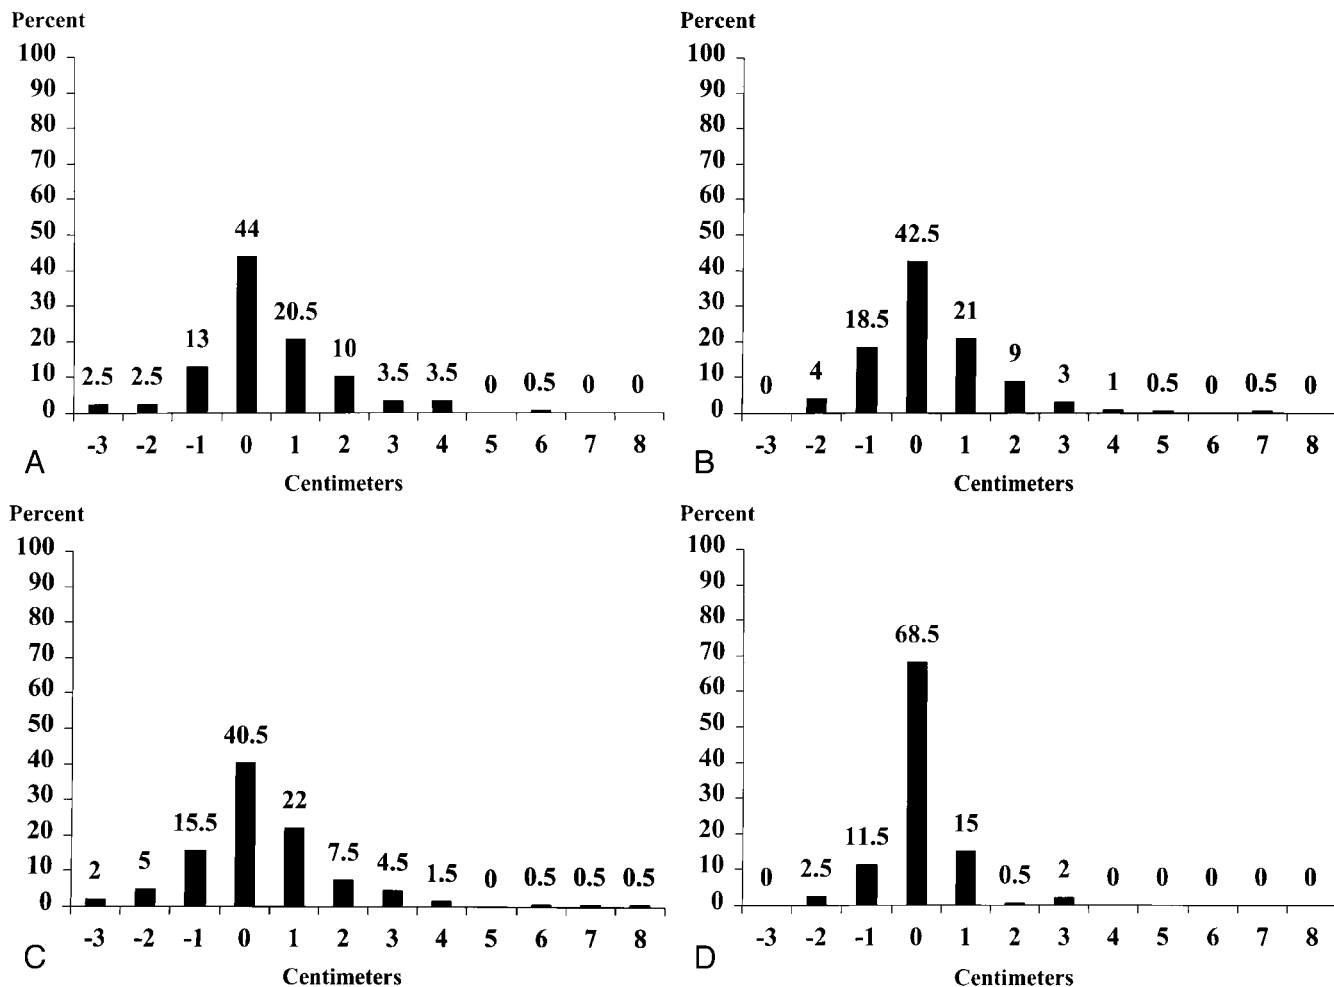 Percent
100
90
80
70
60
50
40
30
20
10
0
44
20.5
13
10
2.5 2.5 3.5 3.5 0 0.5 0 0
-3 -2 -1 0 1 2 3 4 5 6 7 8
A
Centimeters
Percent
100
90
80
70
60
50
40
30
20
10
0
42.5
18.5 21
9
0 4 3 1 0.5 0 0.5 0
-3 -2 -1 0 1 2 3 4 5 6 7 8
B
Centimeters
Percent
100
90
80
70
60
50
40
30
20
10
0
40.5
22
15.5
2 5 7.5 4.5 1.5 0 0.5 0.5 0.5
-3 -2 -1 0 1 2 3 4 5 6 7 8
C
Centimeters
Percent
100
90
80
70
60
50
40
30
20
10
0
68.5
11.5 15
0 2.5 0.5 2 0 0 0 0 0
-3 -2 -1 0 1 2 3 4 5 6 7 8
D
Centimeters